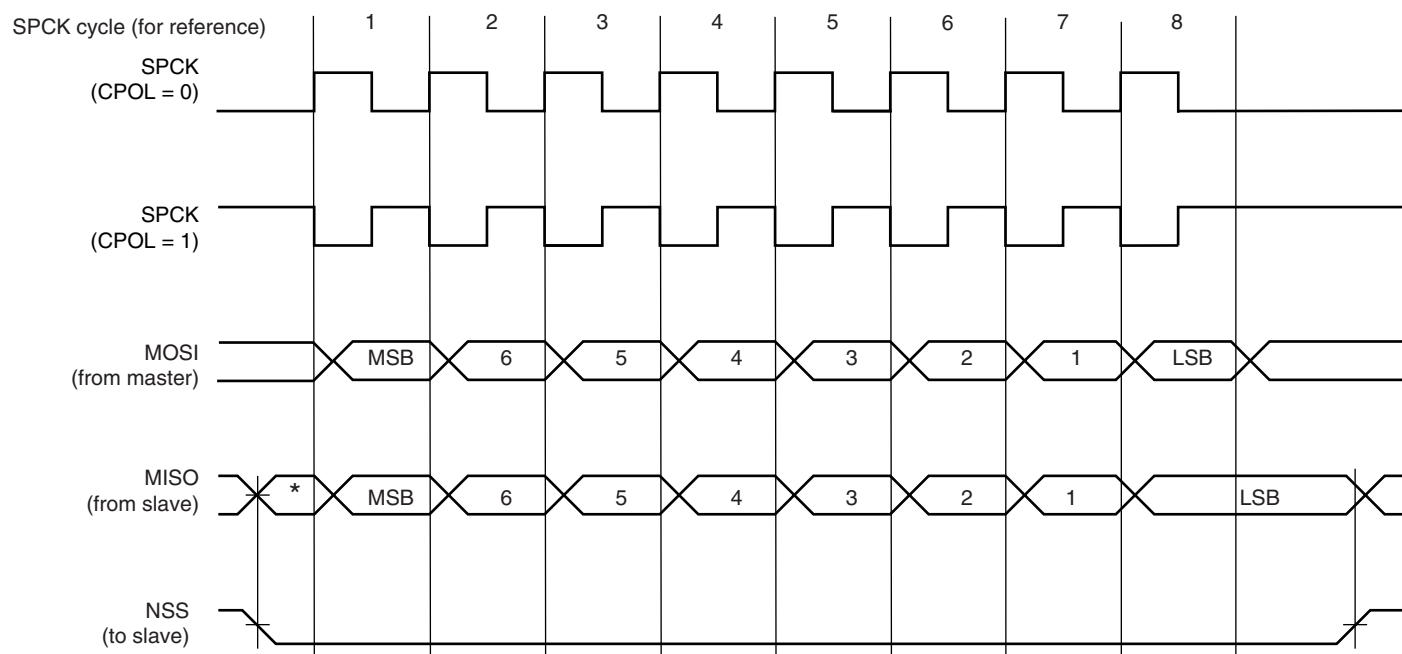 SPCK cycle (for reference) 1 2 3 4 5 6 7 8
SPCK
(CPOL = 0)
SPCK
(CPOL = 1)
MOSI
(from master)
MSB 6 5 4 3 2 1 LSB
MISO
(from slave)
* MSB 6 5 4 3 2 1 LSB
NSS
(to slave)